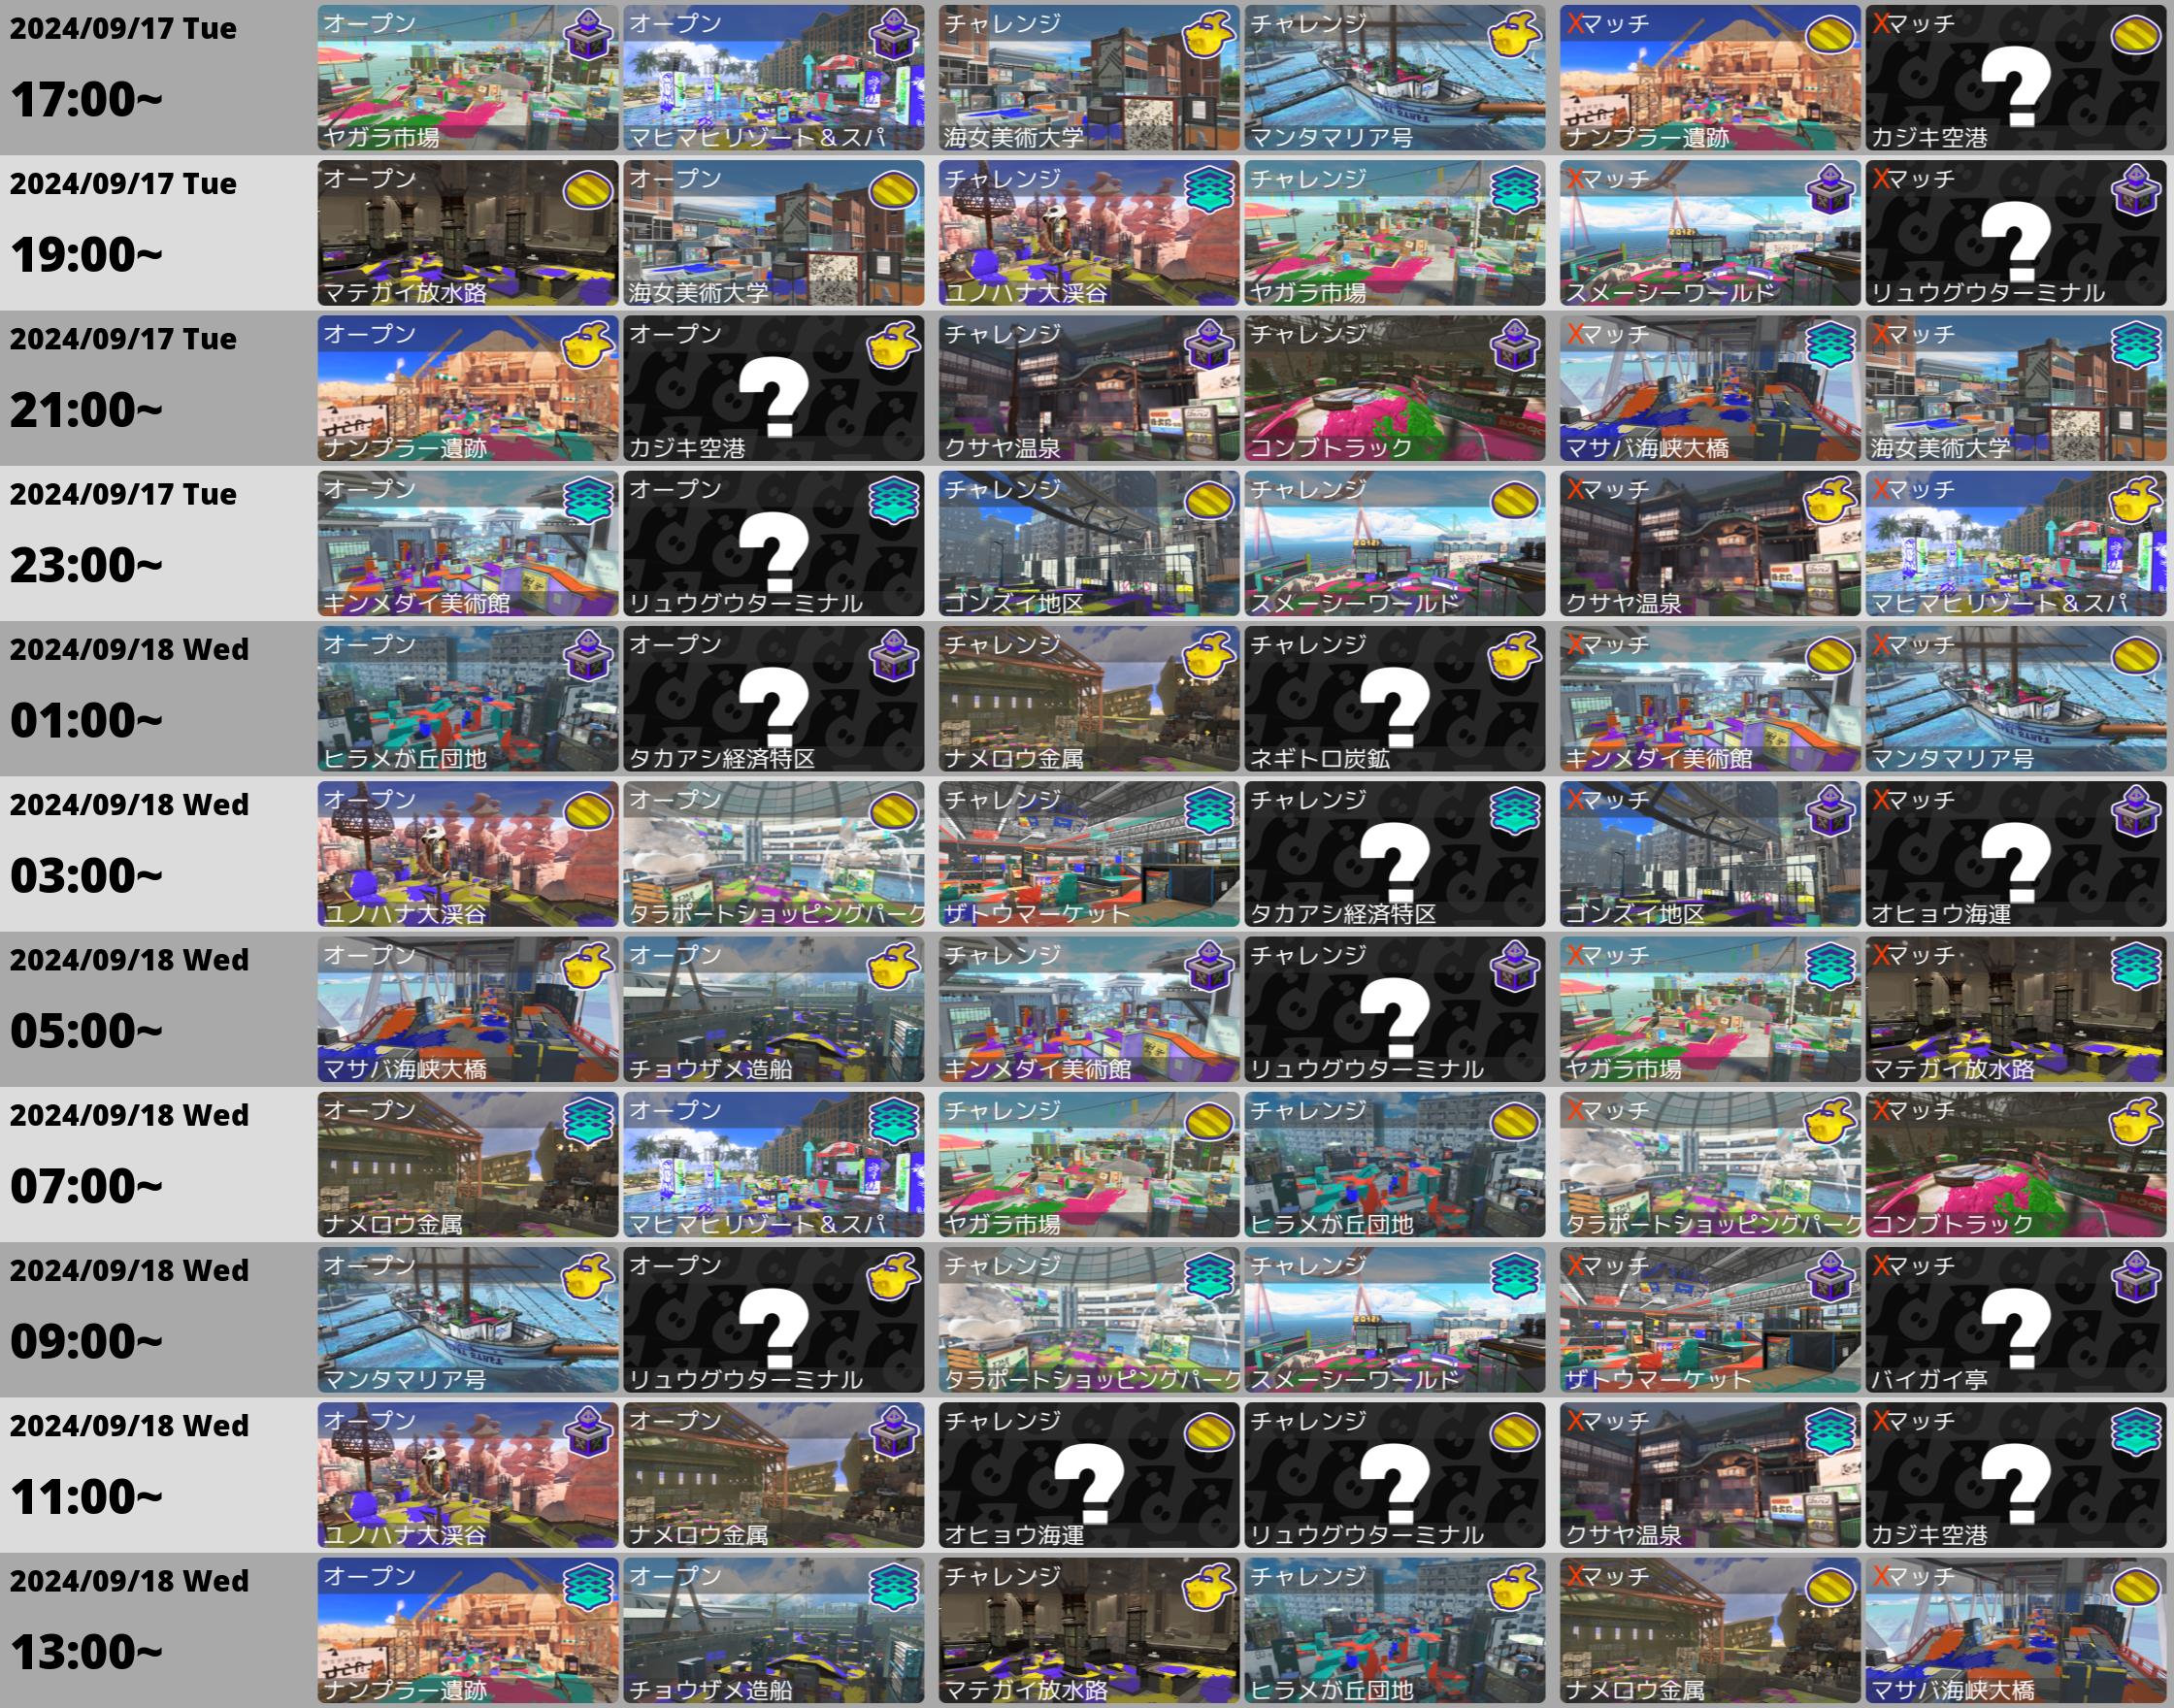 2024/09/17 Tue
17:00~
オープン オープン チャレンジ チャレンジ Xマッチ Xマッチ
ヤガラ市場 マヒマヒリゾート＆スパ 海女美術大学 マンタマリア号 ナンプラー遺跡 カジキ空港
2024/09/17 Tue
19:00~
オープン オープン チャレンジ チャレンジ Xマッチ Xマッチ
マテガイ放水路 海女美術大学 ユノハナ大渓谷 ヤガラ市場 スメーシーワールド リュウグウターミナル
2024/09/17 Tue
21:00~
オープン オープン チャレンジ チャレンジ Xマッチ Xマッチ
ナンプラー遺跡 カジキ空港 クサヤ温泉 コンブトラック マサバ海峡大橋 海女美術大学
2024/09/17 Tue
23:00~
オープン オープン チャレンジ チャレンジ Xマッチ Xマッチ
キンメダイ美術館 リュウグウターミナル ゴンズイ地区 スメーシーワールド クサヤ温泉 マヒマヒリゾート＆スパ
2024/09/18 Wed
01:00~
オープン オープン チャレンジ チャレンジ Xマッチ Xマッチ
ヒラメが丘団地 タカアシ経済特区 ナメロウ金属 ネギトロ炭鉱 キンメダイ美術館 マンタマリア号
2024/09/18 Wed
03:00~
オープン オープン チャレンジ チャレンジ Xマッチ Xマッチ
ユノハナ大渓谷 タラポートショッピングパーク ザトウマーケット タカアシ経済特区 ゴンズイ地区 オヒョウ海運
2024/09/18 Wed
05:00~
オープン オープン チャレンジ チャレンジ Xマッチ Xマッチ
マサバ海峡大橋 チョウザメ造船 キンメダイ美術館 リュウグウターミナル ヤガラ市場 マテガイ放水路
2024/09/18 Wed
07:00~
オープン オープン チャレンジ チャレンジ Xマッチ Xマッチ
ナメロウ金属 マヒマヒリゾート＆スパ ヤガラ市場 ヒラメが丘団地 タラポートショッピングパーク コンブトラック
2024/09/18 Wed
09:00~
オープン オープン チャレンジ チャレンジ Xマッチ Xマッチ
マンタマリア号 リュウグウターミナル タラポートショッピングパーク スメーシーワールド ザトウマーケット バイガイ亭
2024/09/18 Wed
11:00~
オープン オープン チャレンジ チャレンジ Xマッチ Xマッチ
ユノハナ大渓谷 ナメロウ金属 オヒョウ海運 リュウグウターミナル クサヤ温泉 カジキ空港
2024/09/18 Wed
13:00~
オープン オープン チャレンジ チャレンジ Xマッチ Xマッチ
ナンプラー遺跡 チョウザメ造船 マテガイ放水路 ヒラメが丘団地 ナメロウ金属 マサバ海峡大橋